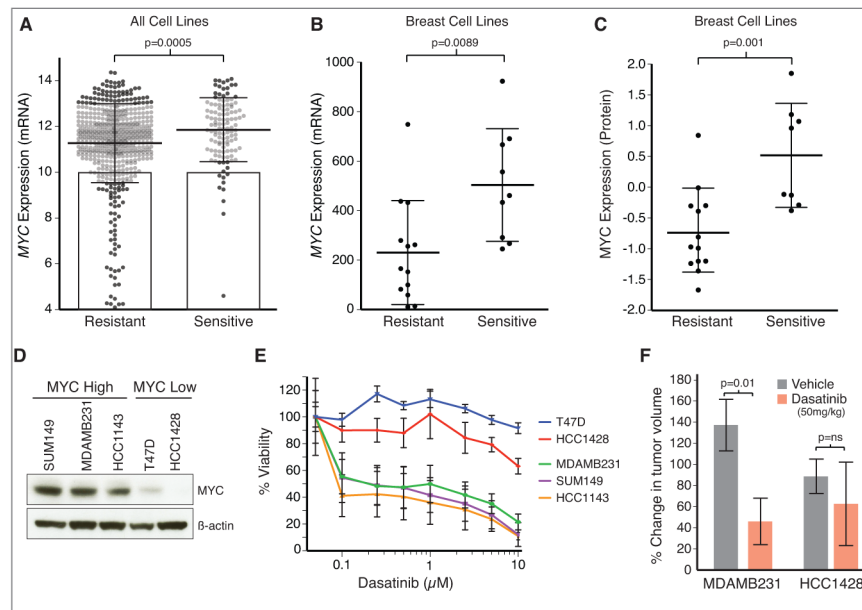 A
All Cell Lines
p=0.0005
MYC Expression (mRNA)
14
12
10
8
6
4
Resistant
Sensitive
B
Breast Cell Lines
p=0.0089
MYC Expression (mRNA)
1000
800
600
400
200
0
Resistant
Sensitive
C
Breast Cell Lines
p=0.001
MYC Expression (Protein)
2.0
1.5
1.0
0.5
0.0
-0.5
-1.0
-1.5
-2.0
Resistant
Sensitive
D
MYC High
MYC Low
SUM149
MDAMB231
HCC1143
T47D
HCC1428
MYC
ß-actin
E
% Viability
120
100
80
60
40
20
0
0.1
1
10
Dasatinib (µM)
T47D
HCC1428
MDAMB231
SUM149
HCC1143
F
% Change in tumor volume
180
160
140
120
100
80
60
40
20
0
p=0.01
Vehicle
Dasatinib
(50mg/kg)
p=ns
MDAMB231
HCC1428